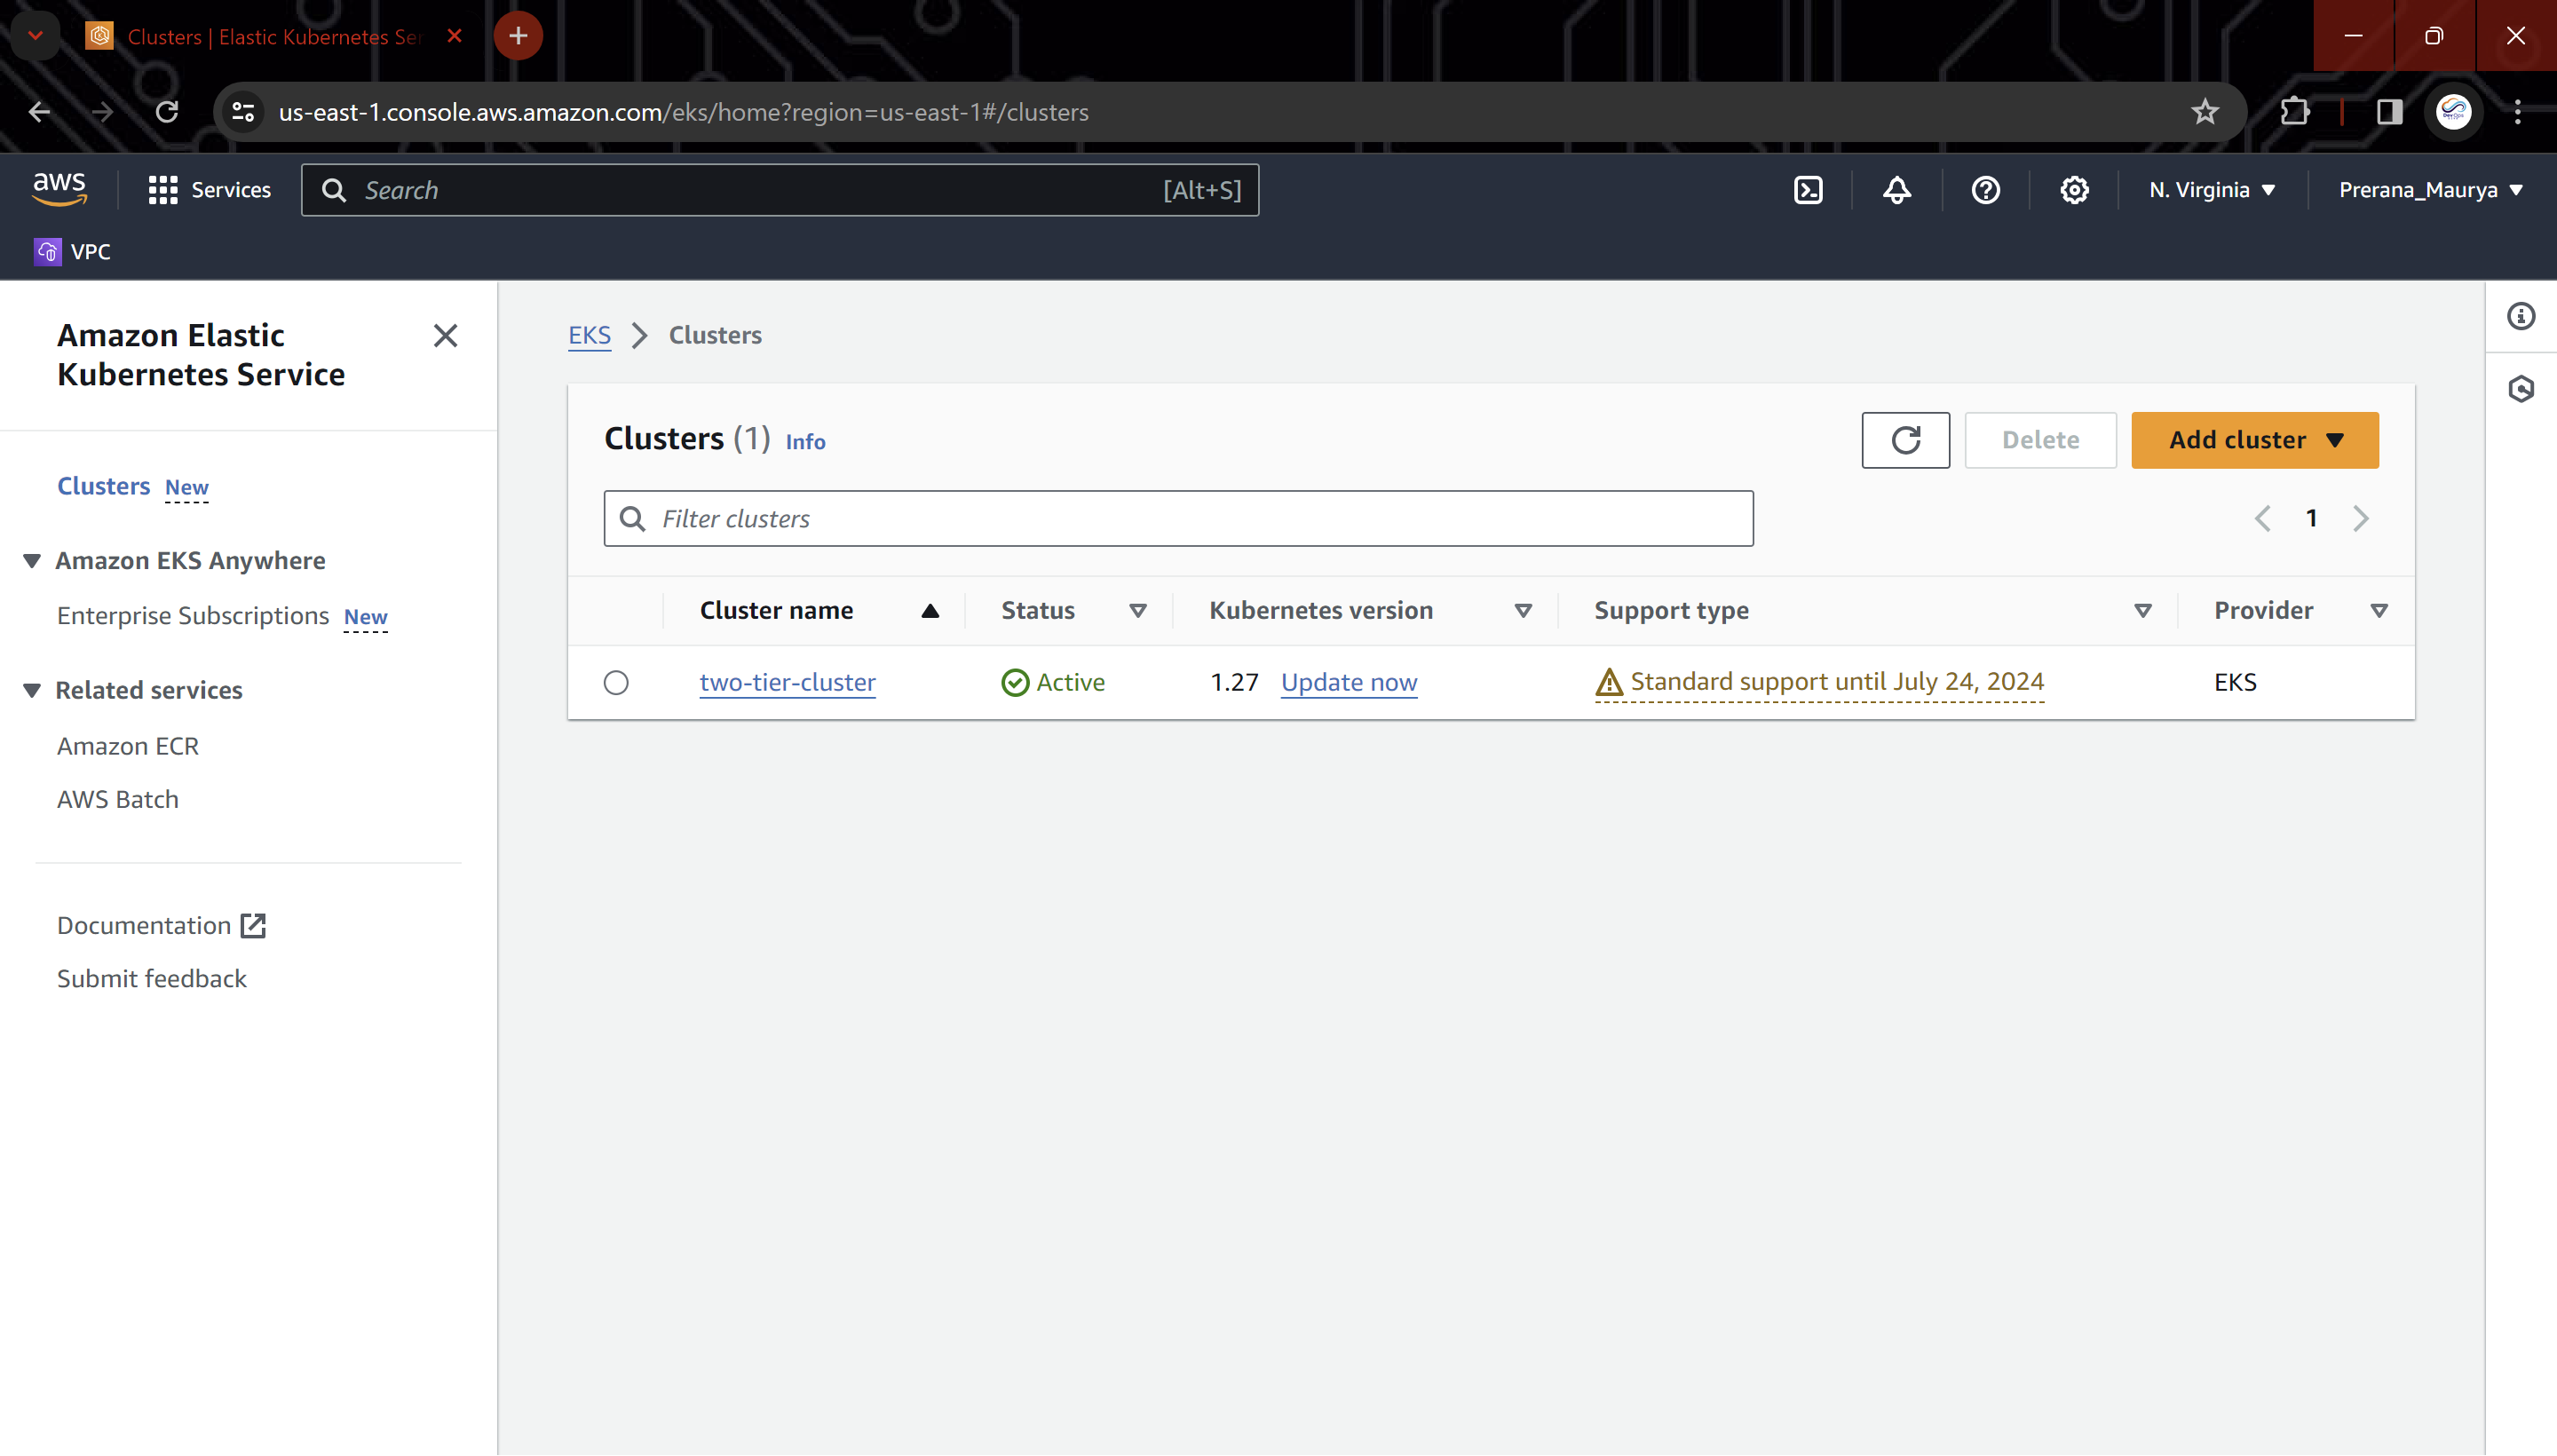 Clusters | Elastic Kubernetes Ser
us-east-1.console.aws.amazon.com/eks/home?region=us-east-1#/clusters
aws
Services
Search
[Alt+S]
N. Virginia
Prerana_Maurya
VPC
Amazon Elastic
Kubernetes Service
Clusters New
Amazon EKS Anywhere
Enterprise Subscriptions New
Related services
Amazon ECR
AWS Batch
Documentation
Submit feedback
EKS Clusters
Clusters (1) Info
Delete
Add cluster
Filter clusters
1
Cluster name Status Kubernetes version Support type Provider
two-tier-cluster Active 1.27 Update now Standard support until July 24, 2024 EKS